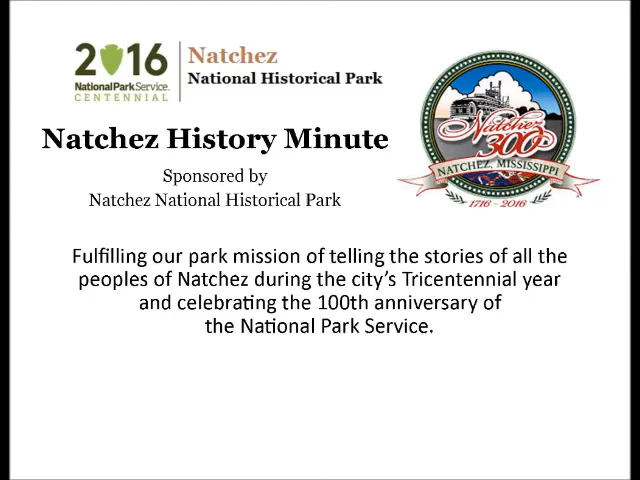 2016
National Park Service
CENTENNIAL
Natchez
National Historical Park
Natchez
300
NATCHEZ, MISSISSIPPI
1716 - 2016
Natchez History Minute
Sponsored by
Natchez National Historical Park
Fulfilling our park mission of telling the stories of all the
peoples of Natchez during the city's Tricentennial year
and celebrating the 100th anniversary of
the National Park Service.